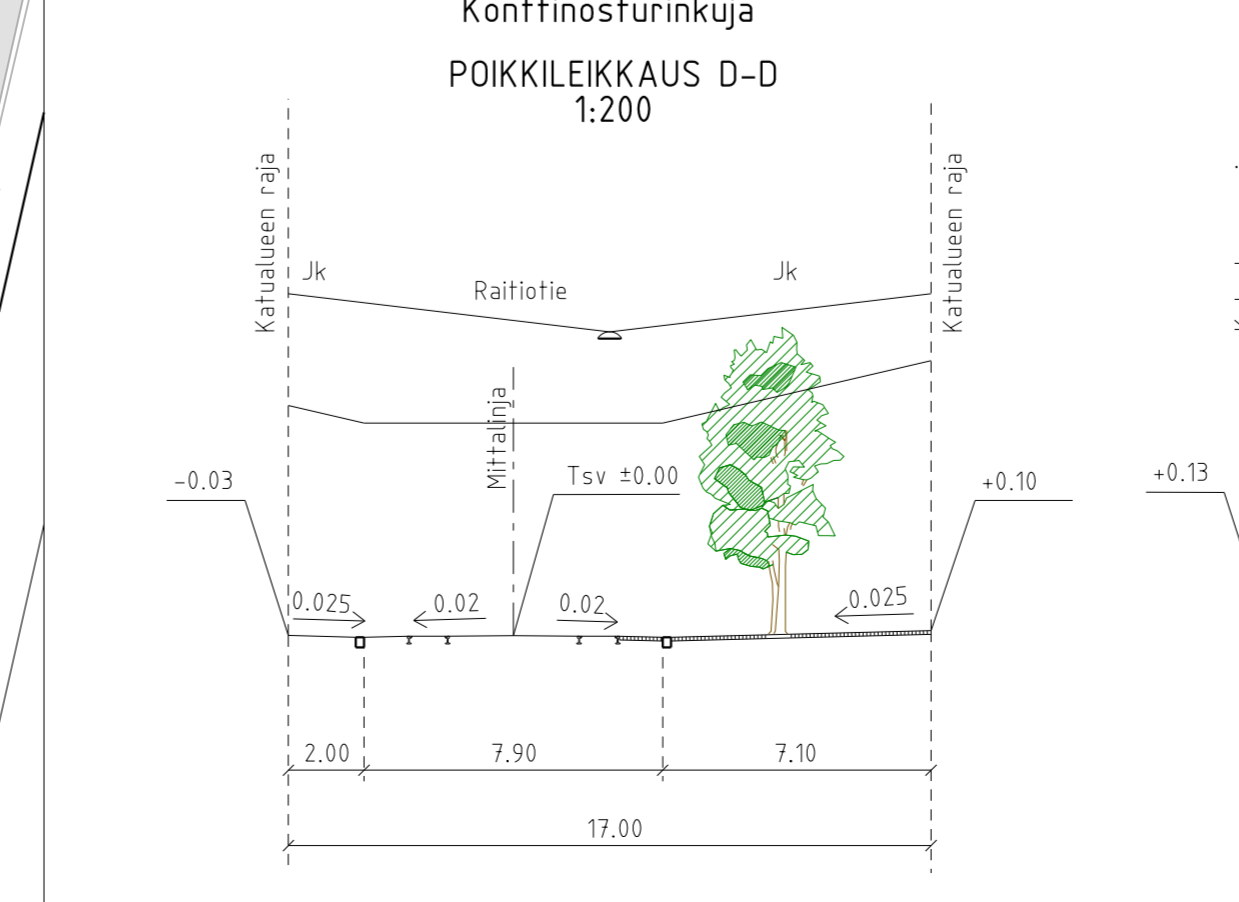 Konttinosturinkuja
POIKKILEIKKAUS D-D
1:200
Katualueen raja
Katualueen raja
Jk
Jk
Raitiotie
Mittalinja
-0.03
Tsv ±0.00
+0.10
+0.13
0.025
0.02
0.02
0.025
2.00
7.90
7.10
17.00